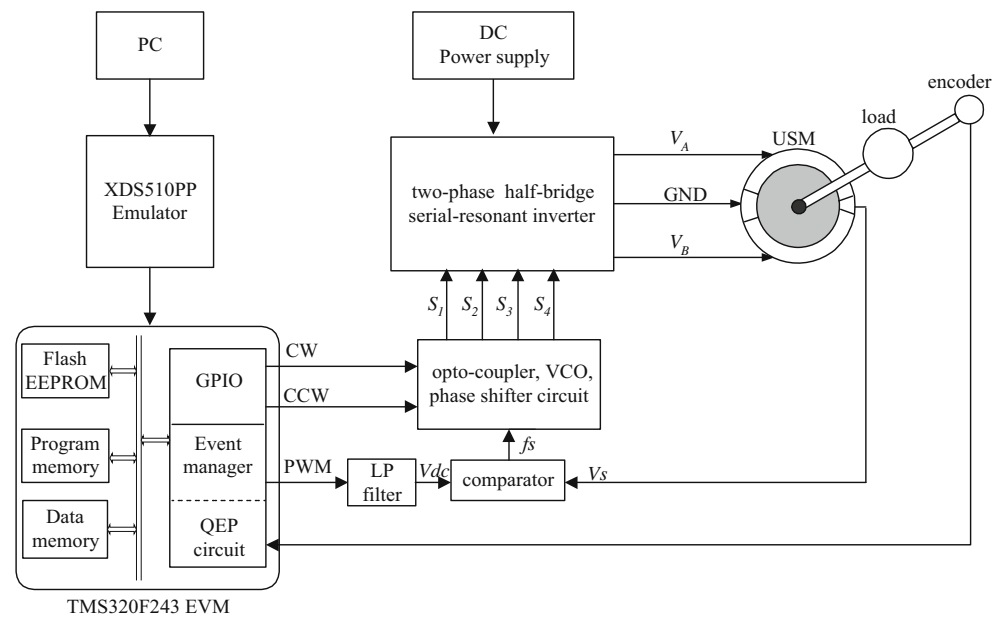 PC
DC
Power supply
encoder
load
USM
XDS510PP
Emulator
two-phase half-bridge
serial-resonant inverter
V_A
GND
V_B
S_1 S_2 S_3 S_4
Flash
EEPROM
GPIO
CW
CCW
opto-coupler, VCO,
phase shifter circuit
fs
Program
memory
Event
manager
PWM
LP
filter
Vdc
comparator
Vs
Data
memory
QEP
circuit
TMS320F243 EVM